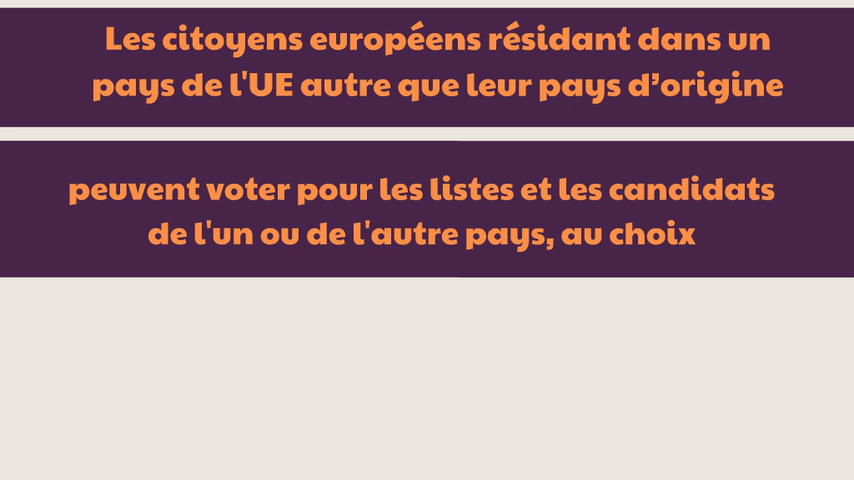 Les citoyens européens résidant dans un
pays de l'UE autre que leur pays d’origine
peuvent voter pour les listes et les candidats
de l'un ou de l'autre pays, au choix